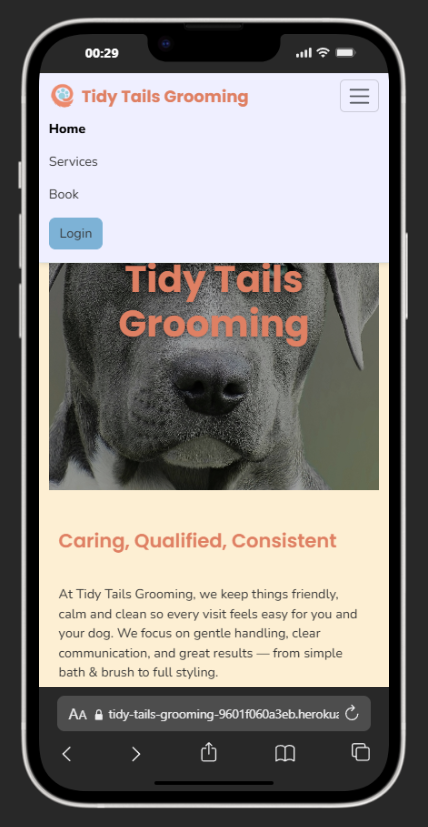 00:29
Tidy Tails Grooming
Home
Services
Book
Login
Tidy Tails
Grooming
Caring, Qualified, Consistent
At Tidy Tails Grooming, we keep things friendly,
calm and clean so every visit feels easy for you and
your dog. We focus on gentle handling, clear
communication, and great results — from simple
bath & brush to full styling.
AA tidy-tails-grooming-9601f060a3eb.heroku